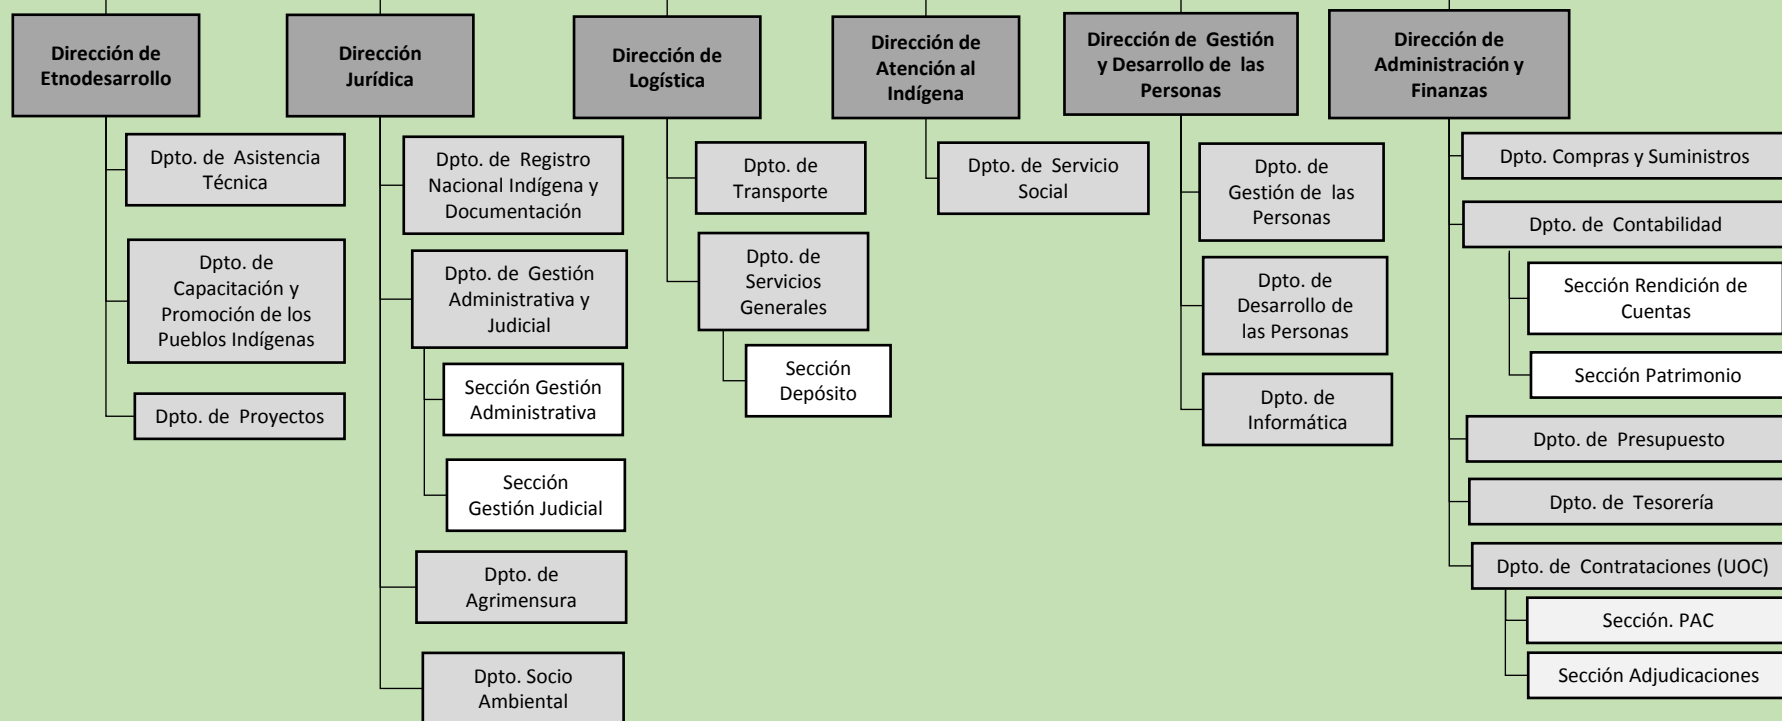 Dirección de
Etnodesarrollo
Dpto. de Asistencia
Técnica
Dpto. de
Capacitación y
Promoción de los
Pueblos Indígenas
Dpto. de Proyectos
Dirección
Jurídica
Dpto. de Registro
Nacional Indígena y
Documentación
Dpto. de Gestión
Administrativa y
Judicial
Sección Gestión
Administrativa
Sección
Gestión Judicial
Dpto. de
Agrimensura
Dpto. Socio
Ambiental
Dirección de
Logística
Dpto. de
Transporte
Dpto. de
Servicios
Generales
Sección
Depósito
Dirección de
Atención al
Indígena
Dpto. de Servicio
Social
Dirección de Gestión
y Desarrollo de las
Personas
Dpto. de
Gestión de las
Personas
Dpto. de
Desarrollo de
las Personas
Dpto. de
Informática
Dirección de
Administración y
Finanzas
Dpto. Compras y Suministros
Dpto. de Contabilidad
Sección Rendición de
Cuentas
Sección Patrimonio
Dpto. de Presupuesto
Dpto. de Tesorería
Dpto. de Contrataciones (UOC)
Sección. PAC
Sección Adjudicaciones